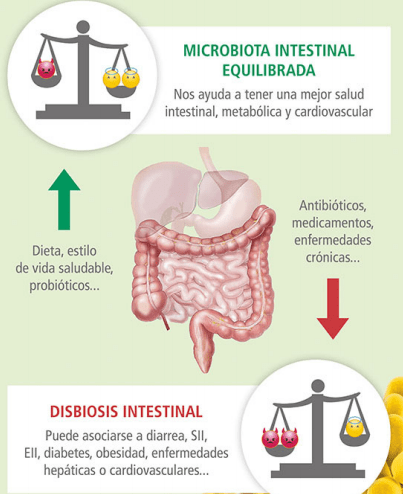 MICROBIOTA INTESTINAL
EQUILIBRADA
Nos ayuda a tener una mejor salud
intestinal, metabólica y cardiovascular
Dieta, estilo
de vida saludable,
probióticos...
Antibióticos,
medicamentos,
enfermedades
crónicas...
DISBIOSIS INTESTINAL
Puede asociarse a diarrea, SII,
EII, diabetes, obesidad, enfermedades
hepáticas o cardiovasculares...